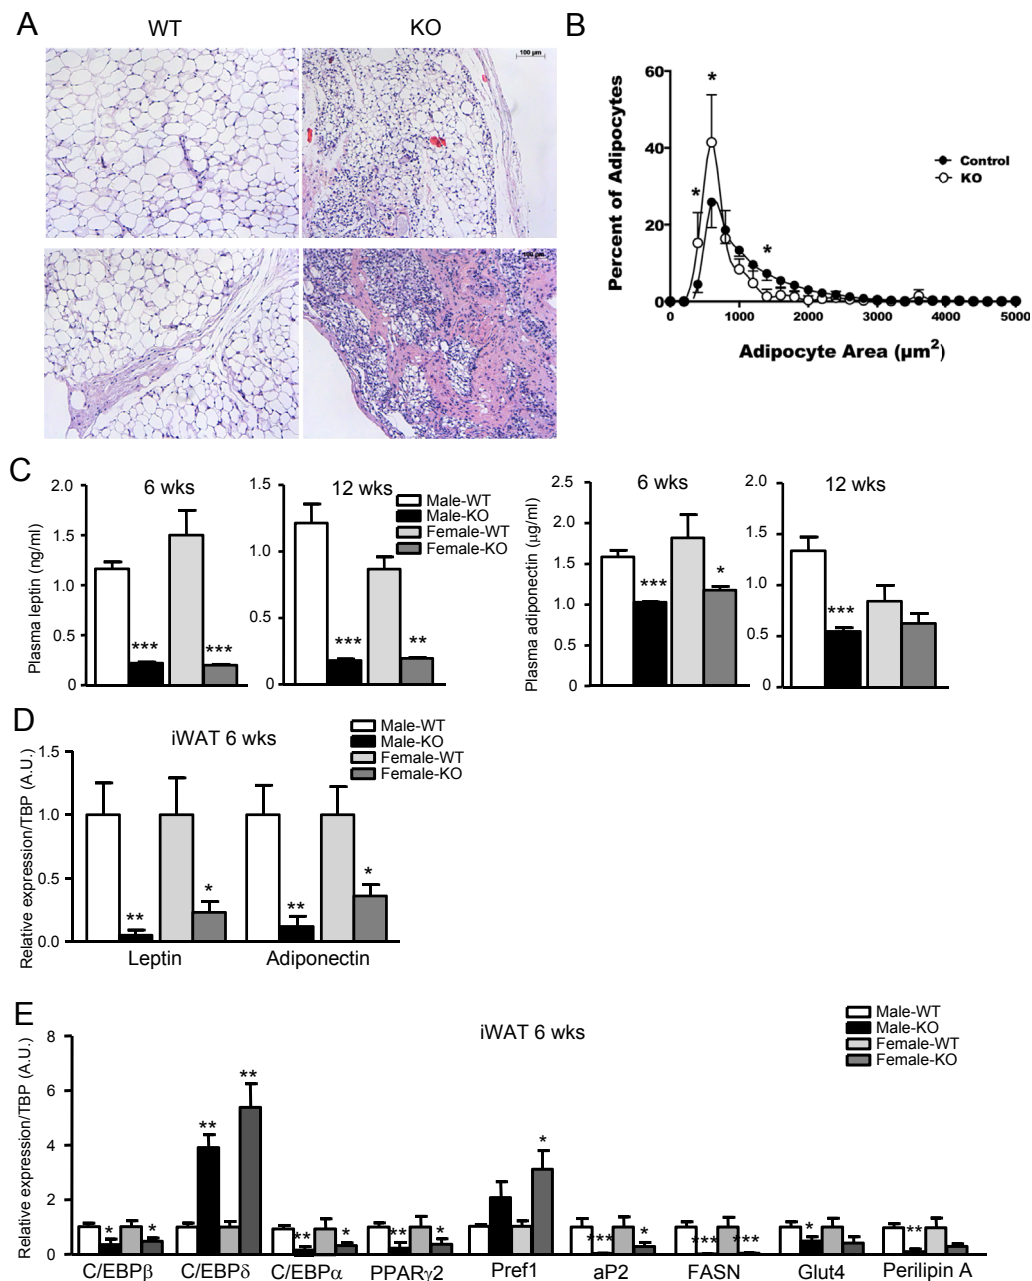 A
WT
KO
100 µm
B
60
40
20
0
Percent of Adipocytes
*
*
*
Control
KO
0
1000
2000
3000
4000
5000
Adipocyte Area (µm²)
C
Plasma leptin (ng/ml)
6 wks
2.0
1.5
1.0
0.5
0
***
***
12 wks
1.5
1.0
0.5
0
***
**
Male-WT
Male-KO
Female-WT
Female-KO
Plasma adiponectin (µg/ml)
6 wks
2.5
2.0
1.5
1.0
0.5
0
***
*
12 wks
2.0
1.5
1.0
0.5
0
***
D
Relative expression/TBP (A.U.)
iWAT 6 wks
Male-WT
Male-KO
Female-WT
Female-KO
1.5
1.0
0.5
0.0
**
*
**
*
Leptin
Adiponectin
E
Relative expression/TBP (A.U.)
iWAT 6 wks
Male-WT
Male-KO
Female-WT
Female-KO
8
6
4
2
0
*
*
**
**
**
*
**
*
*
***
*
***
***
*
**
C/EBPβ
C/EBPδ
C/EBPα
PPARγ2
Pref1
aP2
FASN
Glut4
Perilipin A